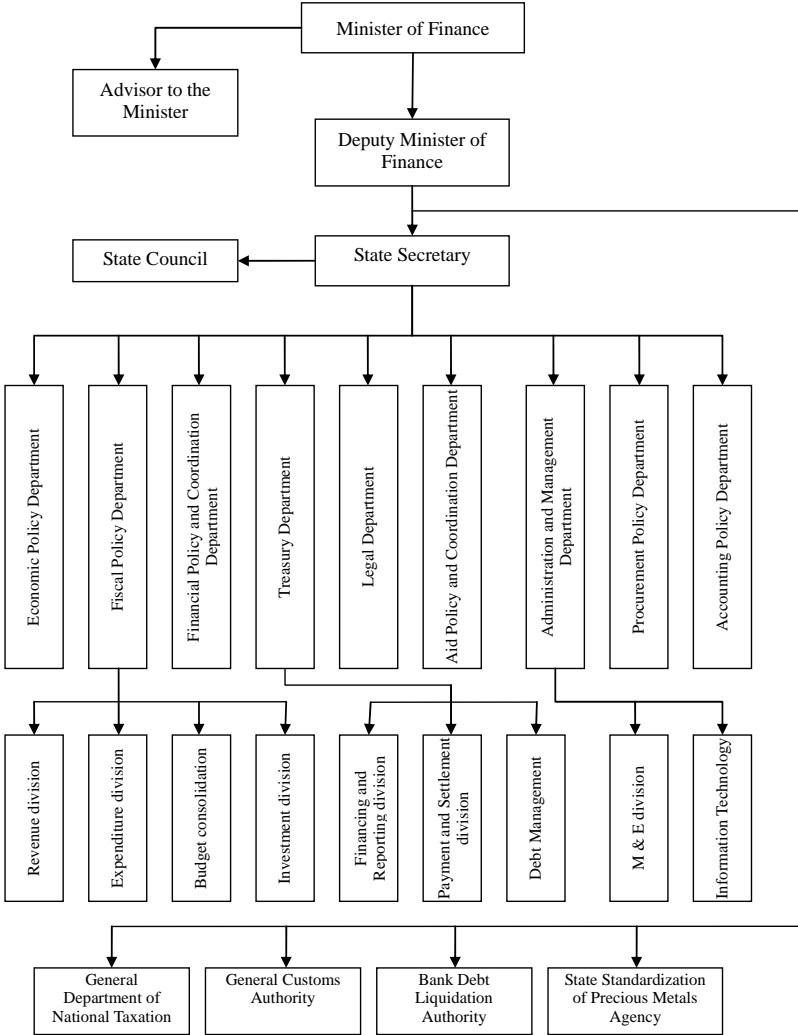 Minister of Finance
Advisor to the
Minister
Deputy Minister of
Finance
State Council
State Secretary
Economic Policy Department
Fiscal Policy Department
Financial Policy and Coordination
Department
Treasury Department
Legal Department
Aid Policy and Coordination Department
Administration and Management
Department
Procurement Policy Department
Accounting Policy Department
Revenue division
Expenditure division
Budget consolidation
Investment division
Financing and
Reporting division
Payment and Settlement
division
Debt Management
M & E division
Information Technology
General
Department of
National Taxation
General Customs
Authority
Bank Debt
Liquidation
Authority
State Standardization
of Precious Metals
Agency